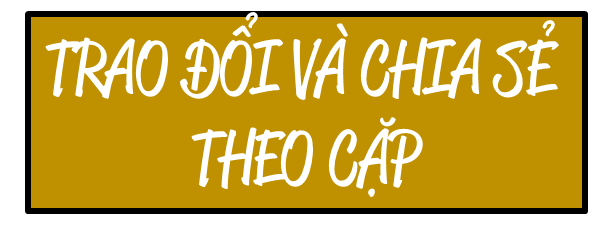 TRAO ĐỔI VÀ CHIA SẺ
THEO CẶP